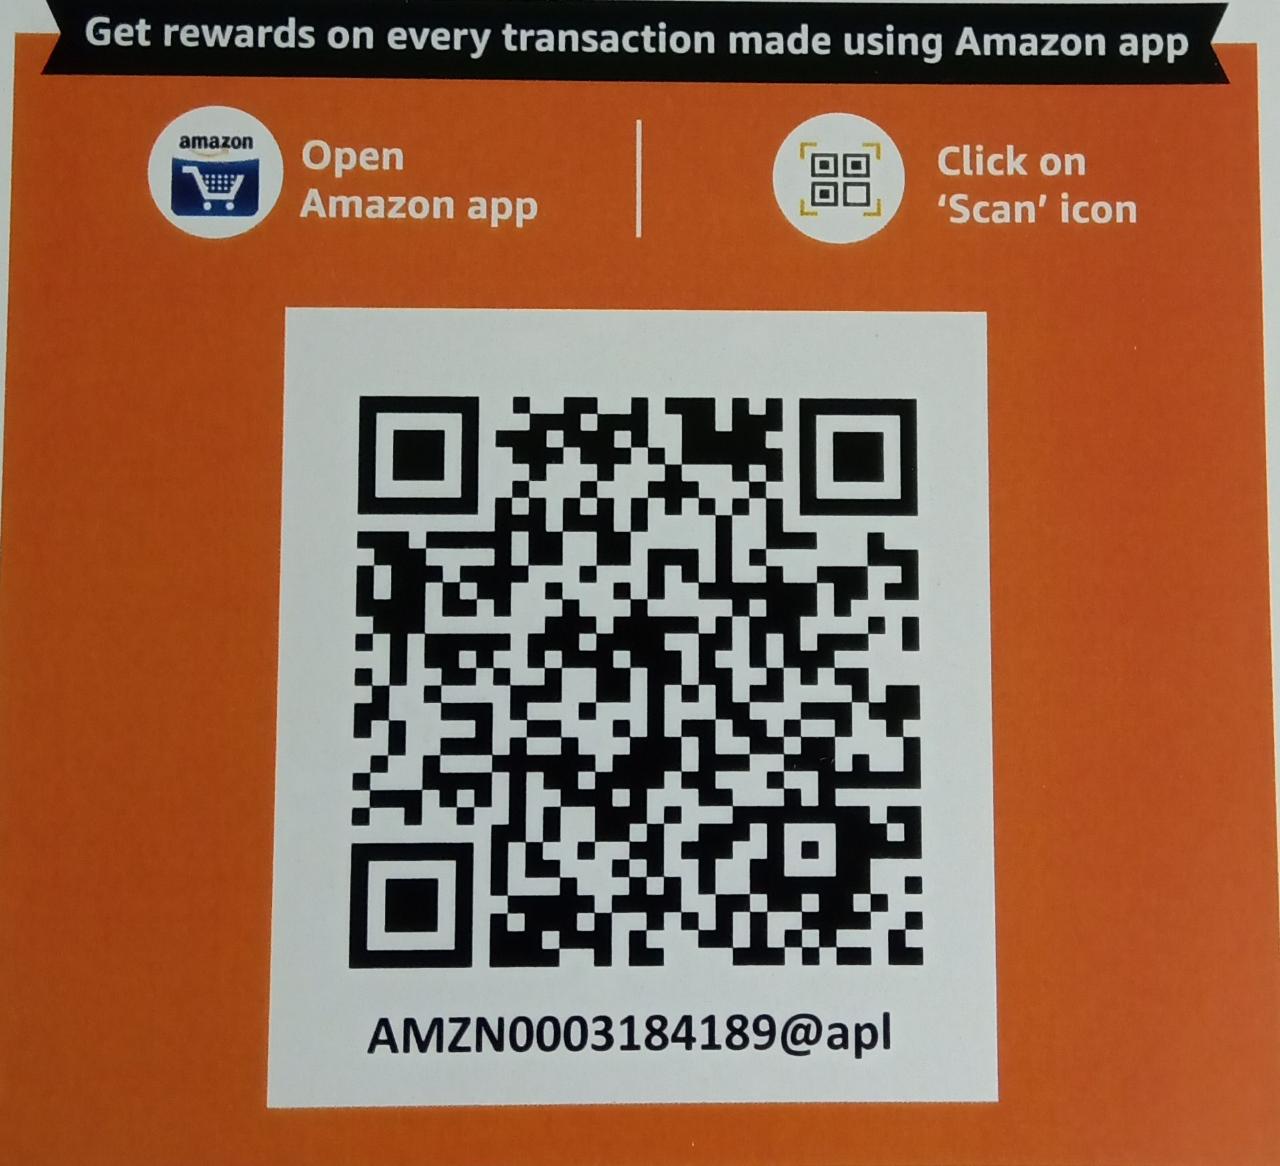 Get rewards on every transaction made using Amazon app
amazon
Open
Amazon app
Click on
‘Scan’ icon
AMZN0003184189@apl